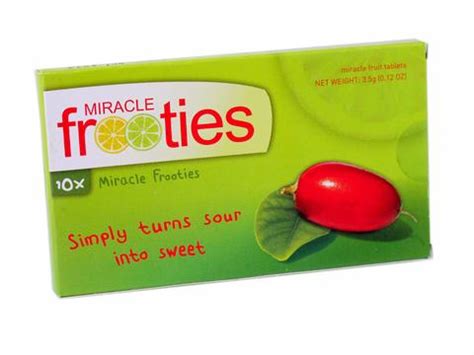 miracle fruit tablets
NET WEIGHT: 3.5g (0.12 OZ)
MIRACLE
frooties
10x Miracle Frooties
Simply turns sour
into sweet